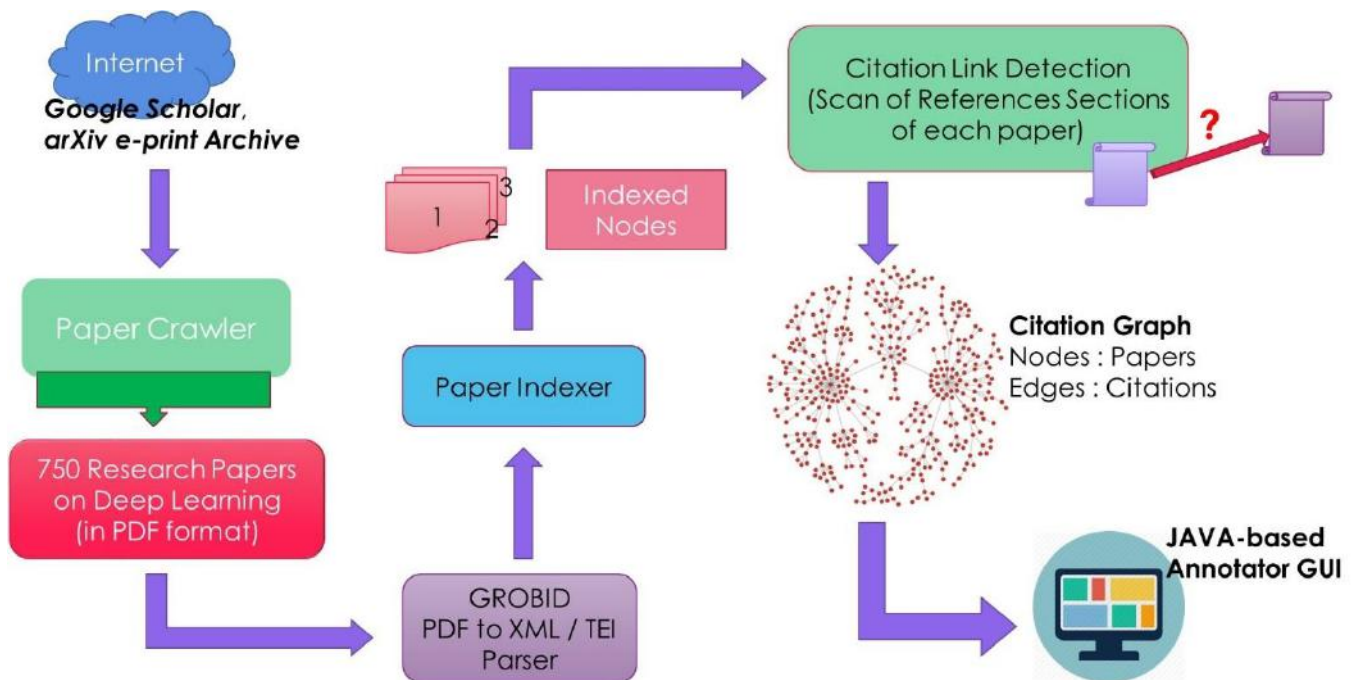 Internet
Google Scholar,
arXiv e-print Archive
Paper Crawler
750 Research Papers
on Deep Learning
(in PDF format)
GROBID
PDF to XML / TEI
Parser
Paper Indexer
1
2
3
Indexed
Nodes
Citation Link Detection
(Scan of References Sections
of each paper)
?
Citation Graph
Nodes : Papers
Edges : Citations
JAVA-based
Annotator GUI